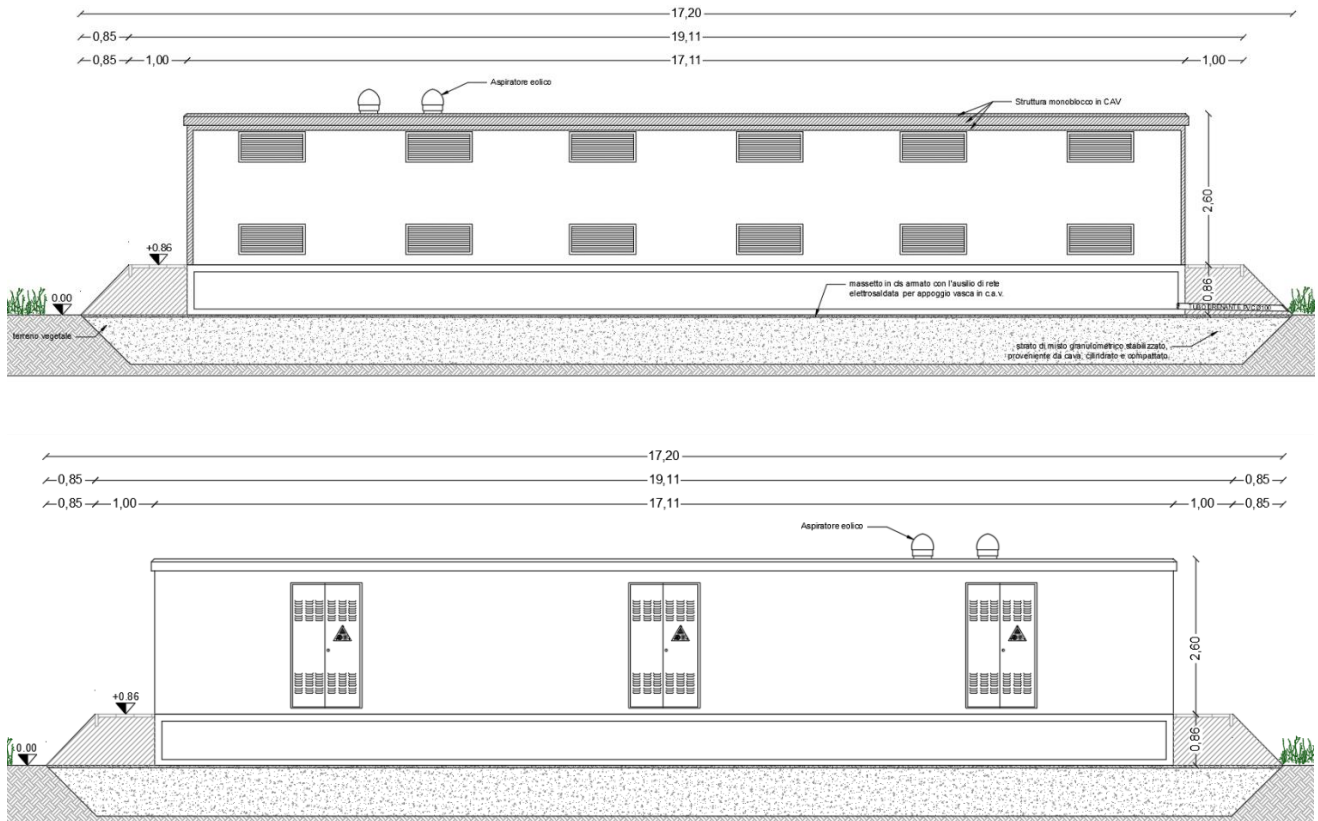 17,20
0,85 19,11
0,85 1,00 17,11 1,00
Aspiratore eolico
Struttura monoblocco in CAV
2,60
+0.86
0,86
massetto in cls armato con l'ausilio di rete
elettrosaldata per appoggio vasca in c.a.v.
0.00
terreno vegetale
strato di misto granulometrico stabilizzato,
proveniente da cava, cilindrato e compattato.
17,20
0,85 19,11 0,85
0,85 1,00 17,11 1,00 0,85
Aspiratore eolico
2,60
+0.86
0,86
0.00